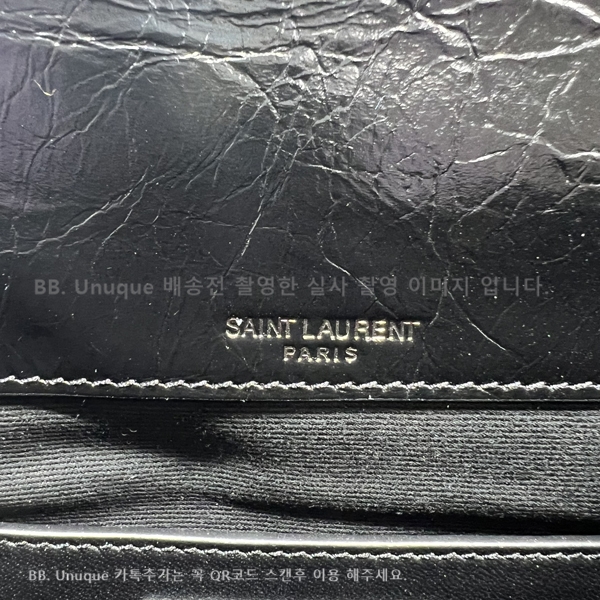 BB. Unuque 배송전 촬영한 실사 촬영 이미지 입니다.
SAINT LAURENT
PARIS
BB. Unuque 카톡추가는 꼭 QR코드 스캔후 이용 해주세요.